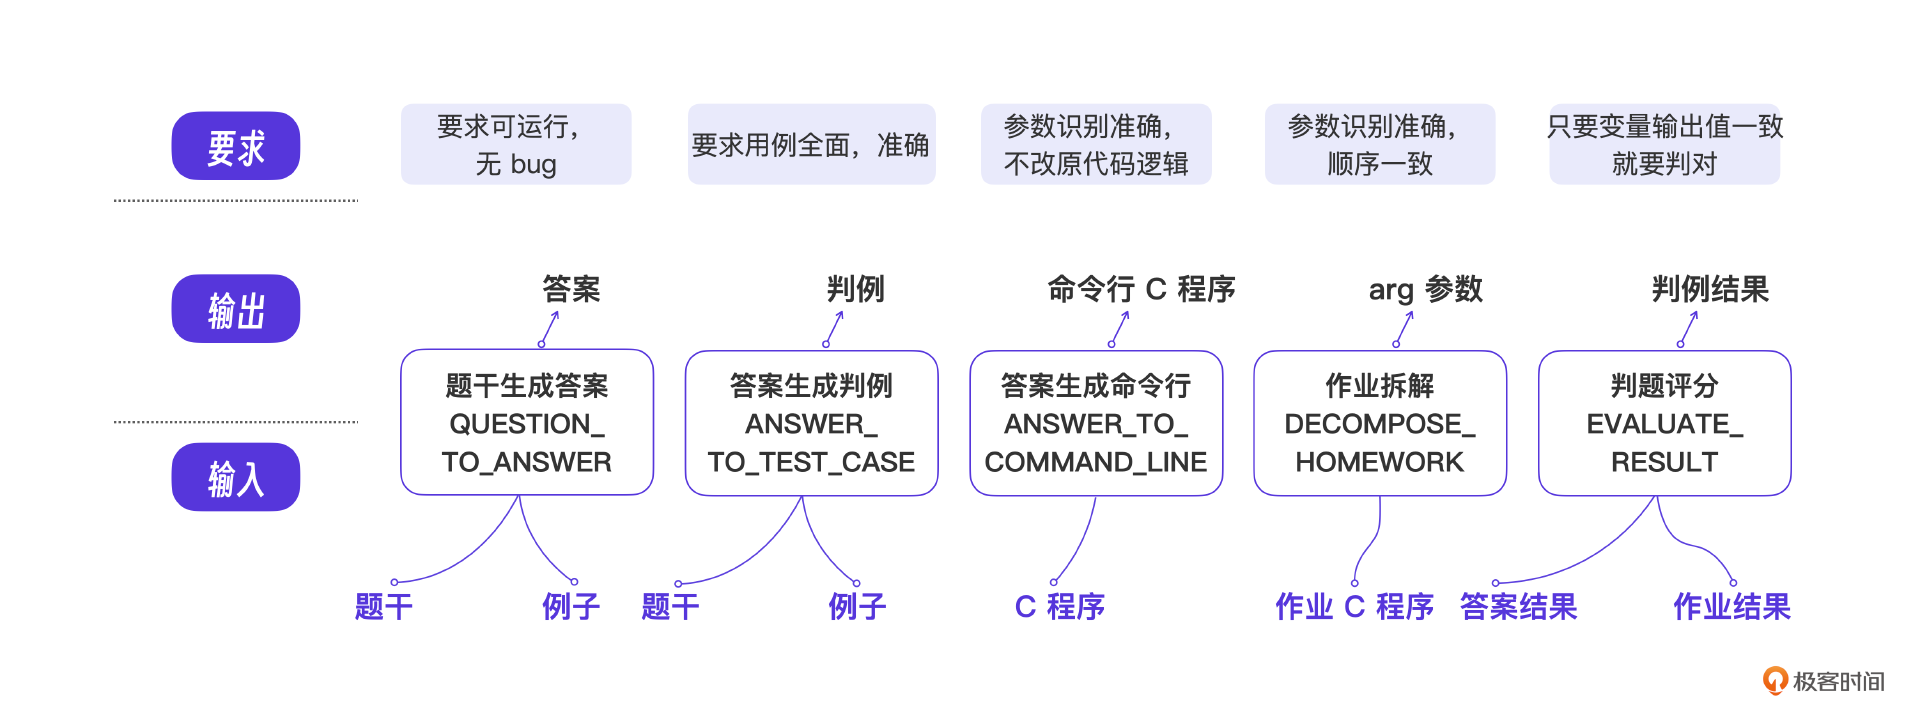 要求
要求可运行，
无 bug
要求用例全面，准确
参数识别准确，
不改原代码逻辑
参数识别准确，
顺序一致
只要变量输出值一致
就要判对
输出
答案
判例
命令行 C 程序
arg 参数
判例结果
题干生成答案
QUESTION_
TO_ANSWER
答案生成判例
ANSWER_
TO_TEST_CASE
答案生成命令行
ANSWER_TO_
COMMAND_LINE
作业拆解
DECOMPOSE_
HOMEWORK
判题评分
EVALUATE_
RESULT
输入
题干
例子
题干
例子
C 程序
作业 C 程序
答案结果
作业结果
极客时间